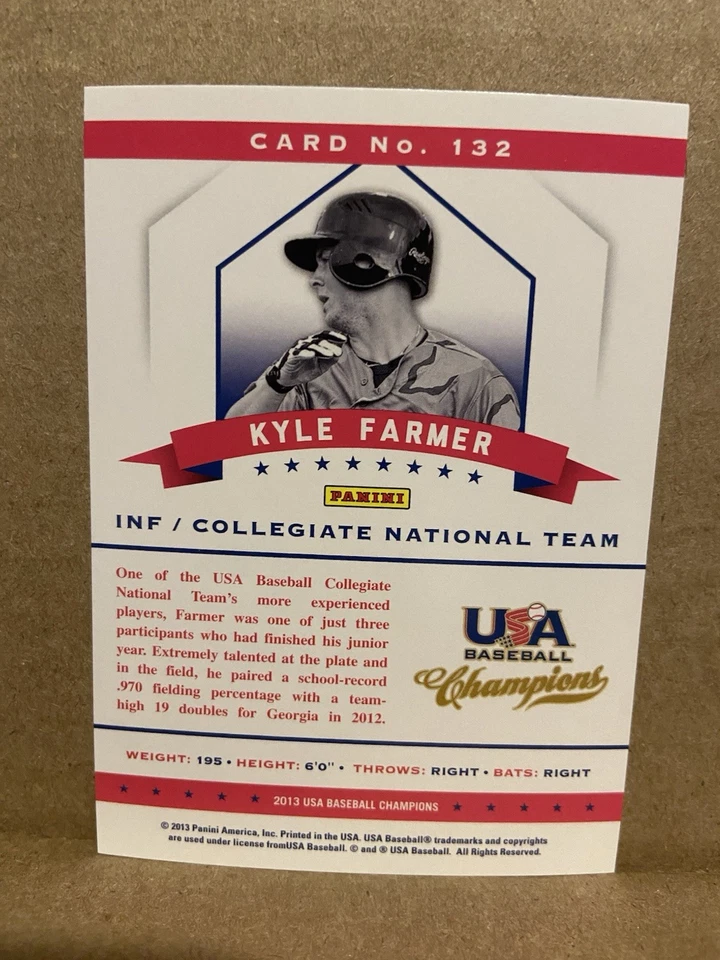 CARD No. 132
KYLE FARMER
PANINI
INF / COLLEGIATE NATIONAL TEAM
One of the USA Baseball Collegiate
National Team's more experienced
players, Farmer was one of just three
participants who had finished his junior
year. Extremely talented at the plate and
in the field, he paired a school-record
.970 fielding percentage with a team-
high 19 doubles for Georgia in 2012.
USA
BASEBALL
Champions
WEIGHT: 195 • HEIGHT: 6'0" • THROWS: RIGHT • BATS: RIGHT
2013 USA BASEBALL CHAMPIONS
© 2013 Panini America, Inc. Printed in the USA. USA Baseball® trademarks and copyrights
are used under license fromUSA Baseball. © and ® USA Baseball. All Rights Reserved.